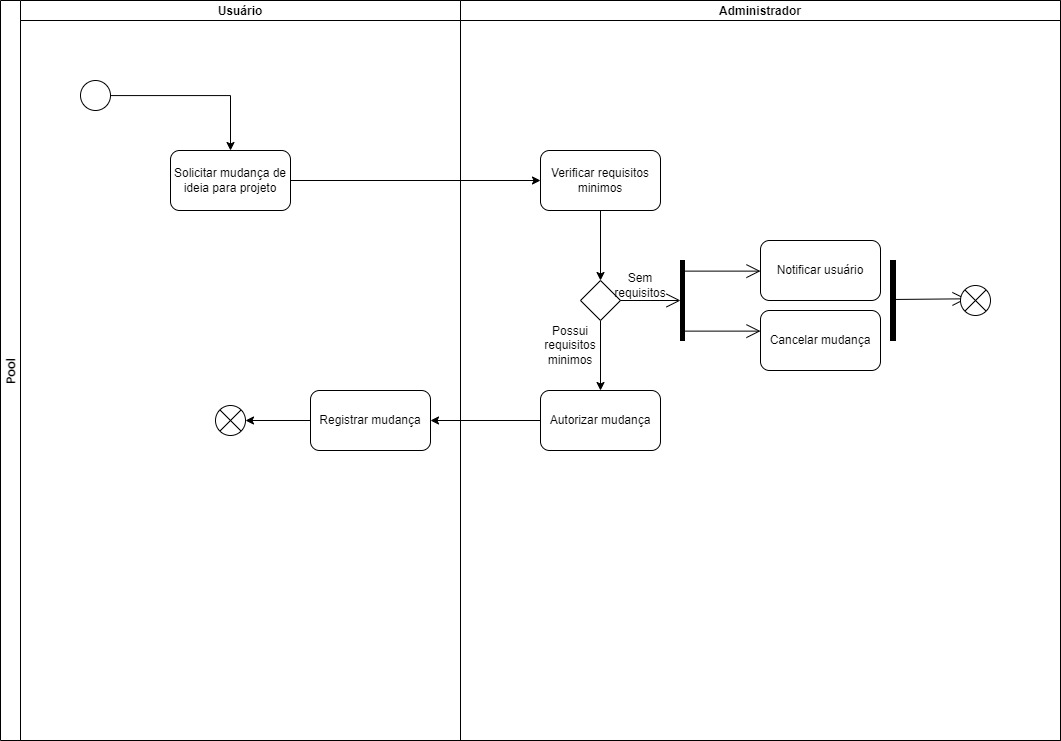 Usuário
Administrador
Pool
Solicitar mudança de
ideia para projeto
Verificar requisitos
minimos
Sem
requisitos
Notificar usuário
Possui
requisitos
minimos
Cancelar mudança
Registrar mudança
Autorizar mudança